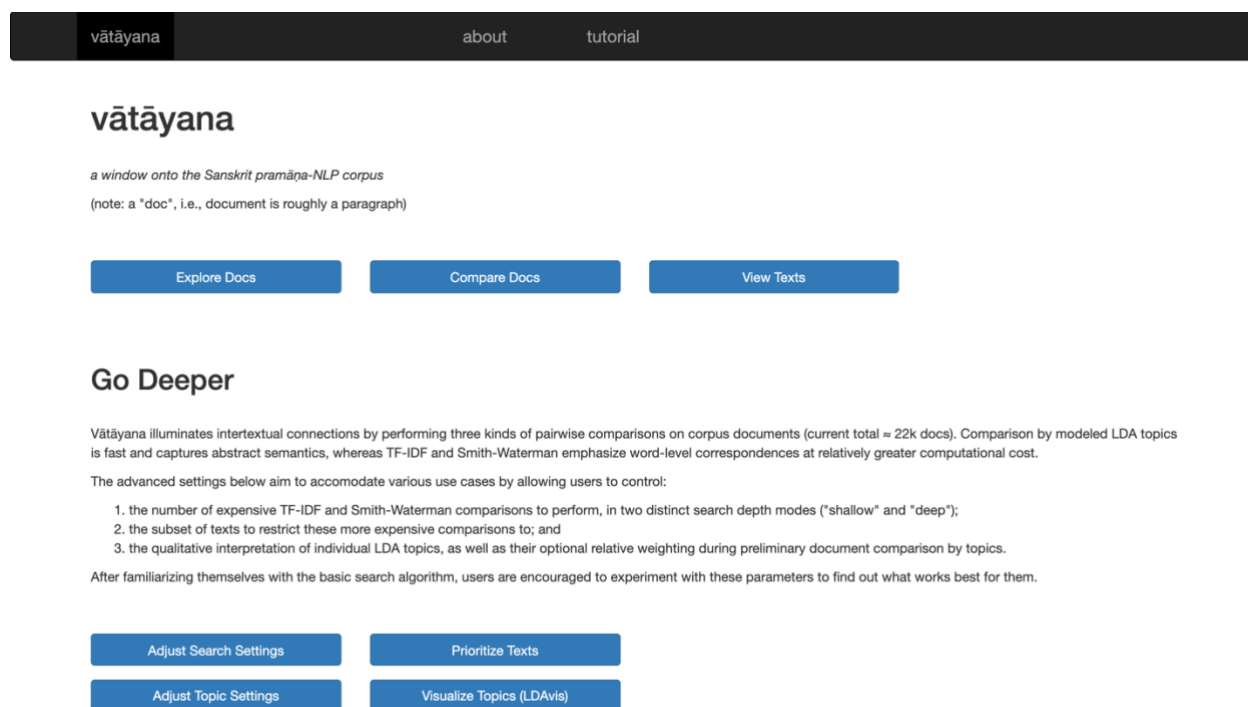 vātāyana about tutorial
vātāyana
a window onto the Sanskrit pramāṇa-NLP corpus
(note: a "doc", i.e., document is roughly a paragraph)
Explore Docs Compare Docs View Texts
Go Deeper
Vātāyana illuminates intertextual connections by performing three kinds of pairwise comparisons on corpus documents (current total ≈ 22k docs). Comparison by modeled LDA topics
is fast and captures abstract semantics, whereas TF-IDF and Smith-Waterman emphasize word-level correspondences at relatively greater computational cost.
The advanced settings below aim to accomodate various use cases by allowing users to control:
1. the number of expensive TF-IDF and Smith-Waterman comparisons to perform, in two distinct search depth modes ("shallow" and "deep");
2. the subset of texts to restrict these more expensive comparisons to; and
3. the qualitative interpretation of individual LDA topics, as well as their optional relative weighting during preliminary document comparison by topics.
After familiarizing themselves with the basic search algorithm, users are encouraged to experiment with these parameters to find out what works best for them.
Adjust Search Settings Prioritize Texts
Adjust Topic Settings Visualize Topics (LDAvis)